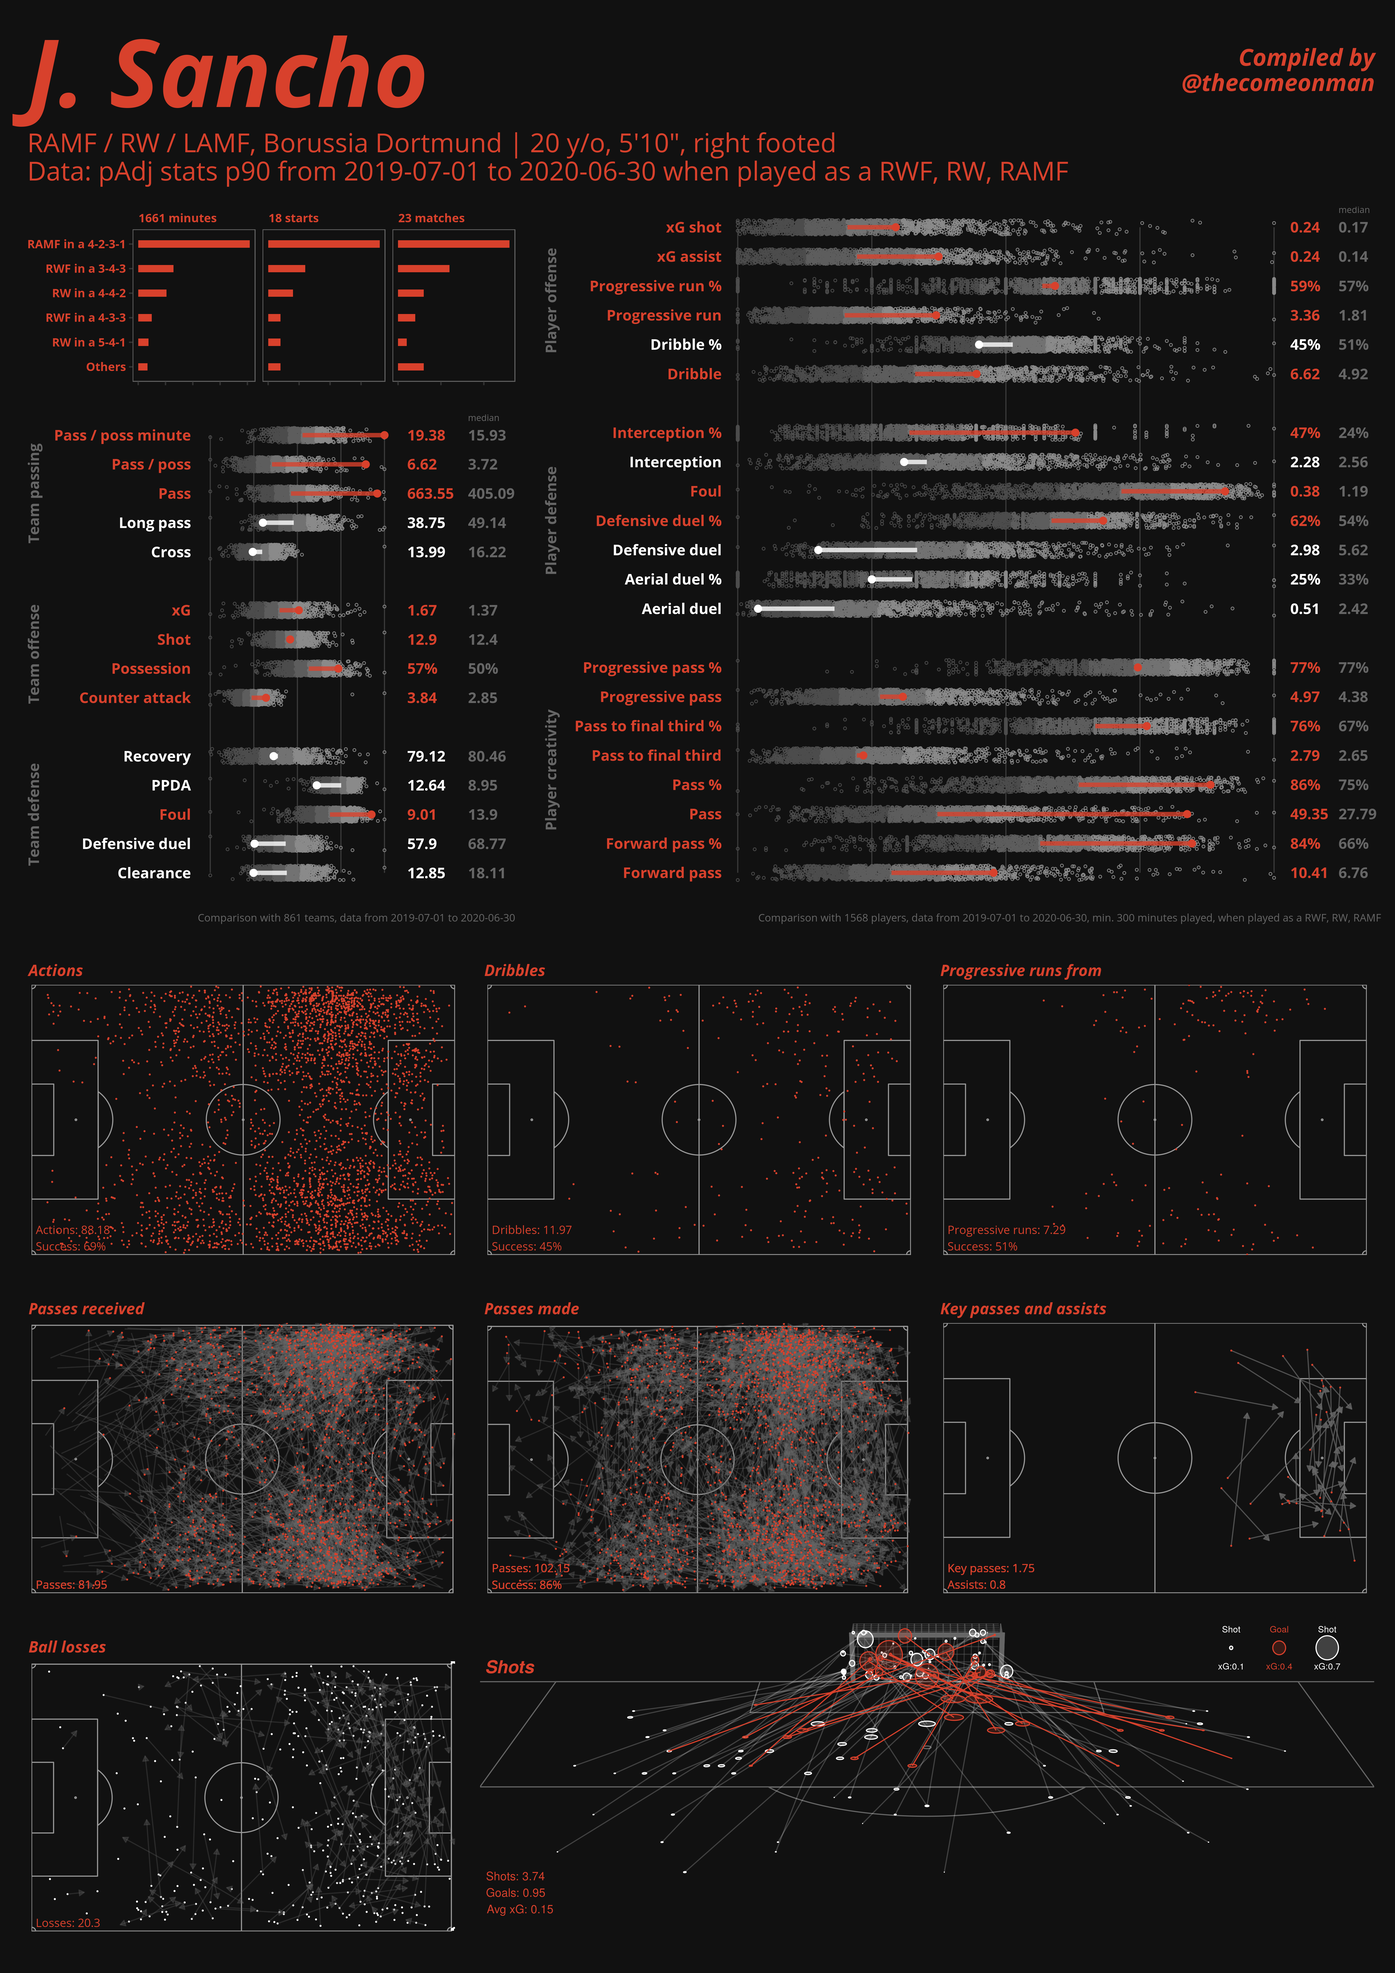 J. Sancho
Compiled by
@thecomeonman
RAMF / RW / LAMF, Borussia Dortmund | 20 y/o, 5'10", right footed
Data: pAdj stats p90 from 2019-07-01 to 2020-06-30 when played as a RWF, RW, RAMF
1661 minutes
18 starts
23 matches
RAMF in a 4-2-3-1
RWF in a 3-4-3
RW in a 4-4-2
RWF in a 4-3-3
RW in a 5-4-1
Others
median
Team passing
Pass / poss minute 19.38 15.93
Pass / poss 6.62 3.72
Pass 663.55 405.09
Long pass 38.75 49.14
Cross 13.99 16.22
Team offense
xG 1.67 1.37
Shot 12.9 12.4
Possession 57% 50%
Counter attack 3.84 2.85
Team defense
Recovery 79.12 80.46
PPDA 12.64 8.95
Foul 9.01 13.9
Defensive duel 57.9 68.77
Clearance 12.85 18.11
Comparison with 861 teams, data from 2019-07-01 to 2020-06-30
median
Player offense
xG shot 0.24 0.17
xG assist 0.24 0.14
Progressive run % 59% 57%
Progressive run 3.36 1.81
Dribble % 45% 51%
Dribble 6.62 4.92
Player defense
Interception % 47% 24%
Interception 2.28 2.56
Foul 0.38 1.19
Defensive duel % 62% 54%
Defensive duel 2.98 5.62
Aerial duel % 25% 33%
Aerial duel 0.51 2.42
Player creativity
Progressive pass % 77% 77%
Progressive pass 4.97 4.38
Pass to final third % 76% 67%
Pass to final third 2.79 2.65
Pass % 86% 75%
Pass 49.35 27.79
Forward pass % 84% 66%
Forward pass 10.41 6.76
Comparison with 1568 players, data from 2019-07-01 to 2020-06-30, min. 300 minutes played, when played as a RWF, RW, RAMF
Actions
Actions: 88.18
Success: 69%
Dribbles
Dribbles: 11.97
Success: 45%
Progressive runs from
Progressive runs: 7.29
Success: 51%
Passes received
Passes: 81.95
Passes made
Passes: 102.15
Success: 86%
Key passes and assists
Key passes: 1.75
Assists: 0.8
Ball losses
Losses: 20.3
Shots
Shot
Goal
Shot
xG:0.1
xG:0.4
xG:0.7
Shots: 3.74
Goals: 0.95
Avg xG: 0.15